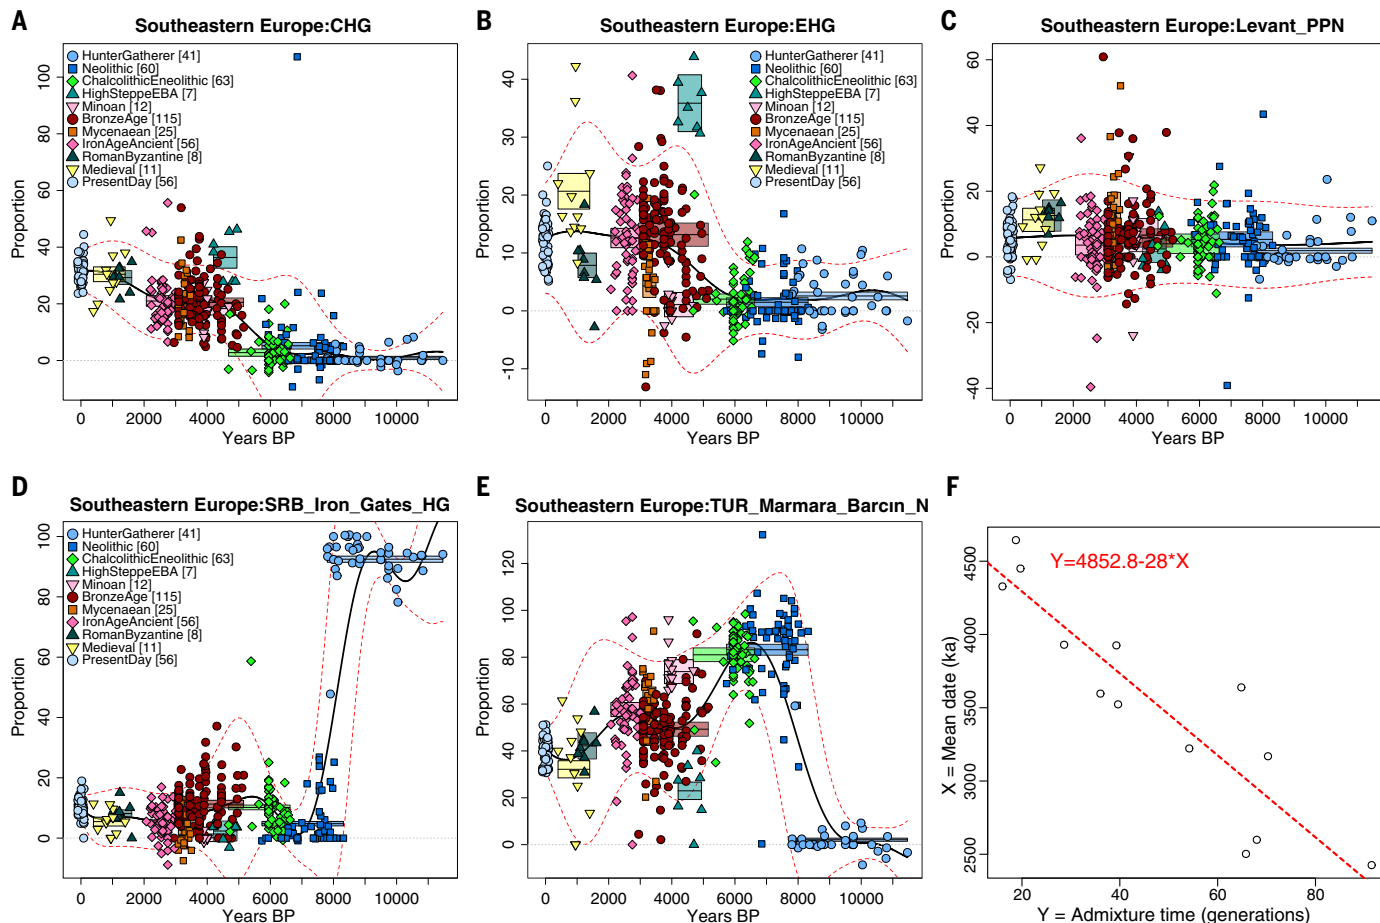 A
Southeastern Europe:CHG
Proportion
0
20
40
60
80
100
HunterGatherer [41]
Neolithic [60]
ChalcolithicEneolithic [63]
HighSteppeEBA [7]
Minoan [12]
BronzeAge [115]
Mycenaean [25]
IronAgeAncient [56]
RomanByzantine [8]
Medieval [11]
PresentDay [56]
0 2000 4000 6000 8000 10000
Years BP
B
Southeastern Europe:EHG
Proportion
-10
0
10
20
30
40
HunterGatherer [41]
Neolithic [60]
ChalcolithicEneolithic [63]
HighSteppeEBA [7]
Minoan [12]
BronzeAge [115]
Mycenaean [25]
IronAgeAncient [56]
RomanByzantine [8]
Medieval [11]
PresentDay [56]
0 2000 4000 6000 8000 10000
Years BP
C
Southeastern Europe:Levant_PPN
Proportion
-40
-20
0
20
40
60
0 2000 4000 6000 8000 10000
Years BP
D
Southeastern Europe:SRB_Iron_Gates_HG
Proportion
0
20
40
60
80
100
HunterGatherer [41]
Neolithic [60]
ChalcolithicEneolithic [63]
HighSteppeEBA [7]
Minoan [12]
BronzeAge [115]
Mycenaean [25]
IronAgeAncient [56]
RomanByzantine [8]
Medieval [11]
PresentDay [56]
0 2000 4000 6000 8000 10000
Years BP
E
Southeastern Europe:TUR_Marmara_Barcın_N
Proportion
0
20
40
60
80
100
120
0 2000 4000 6000 8000 10000
Years BP
F
Y=4852.8-28*X
X = Mean date (ka)
2500
3000
3500
4000
4500
20 40 60 80
Y = Admixture time (generations)